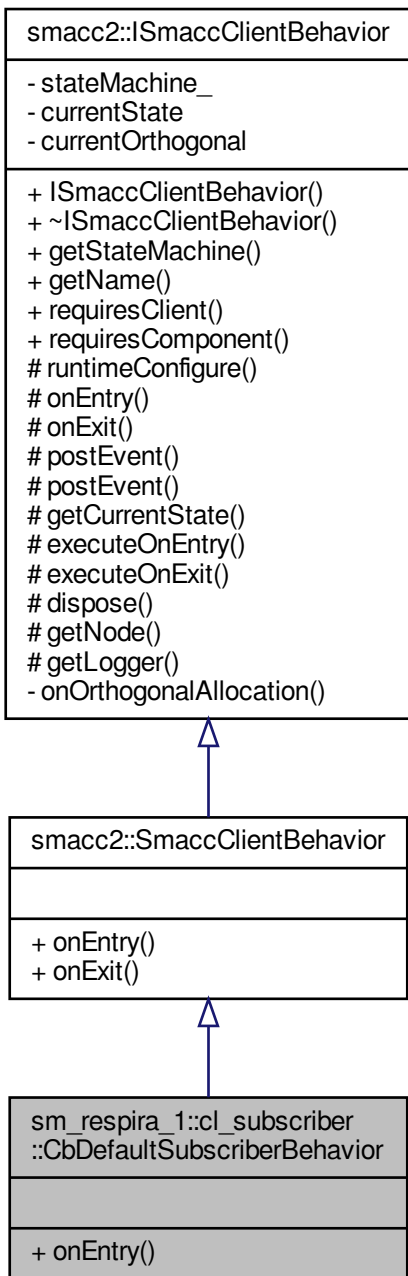 smacc2::ISmaccClientBehavior
- stateMachine_
- currentState
- currentOrthogonal
+ ISmaccClientBehavior()
+ ~ISmaccClientBehavior()
+ getStateMachine()
+ getName()
+ requiresClient()
+ requiresComponent()
# runtimeConfigure()
# onEntry()
# onExit()
# postEvent()
# postEvent()
# getCurrentState()
# executeOnEntry()
# executeOnExit()
# dispose()
# getNode()
# getLogger()
- onOrthogonalAllocation()
smacc2::SmaccClientBehavior
+ onEntry()
+ onExit()
sm_respira_1::cl_subscriber
::CbDefaultSubscriberBehavior
+ onEntry()